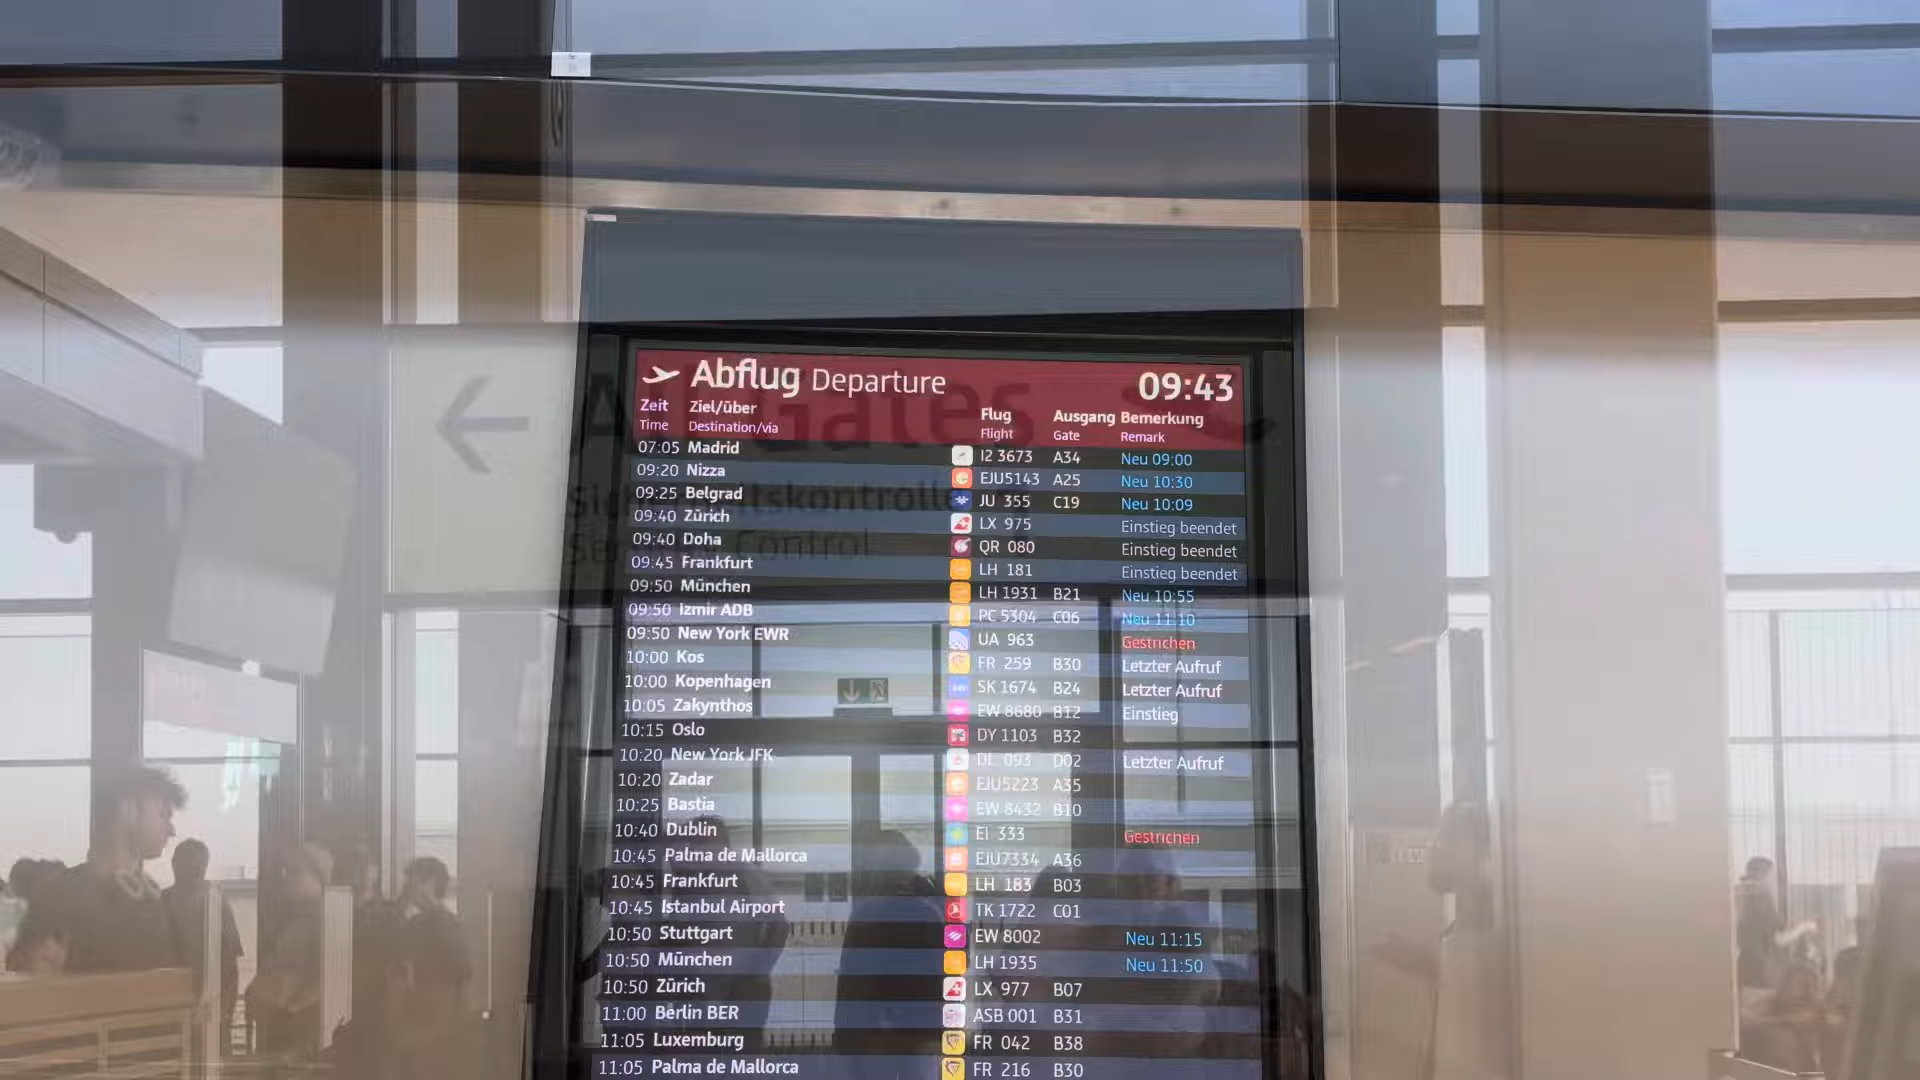 Abflug Departure 09:43
Zeit Ziel/über Flug Ausgang Bemerkung
Time Destination/via Flight Gate Remark
07:05 Madrid I2 3673 A34 Neu 09:00
09:20 Nizza EJU5143 A25 Neu 10:30
09:25 Belgrad JU 355 C19 Neu 10:09
09:40 Zürich LX 975 Einstieg beendet
09:40 Doha QR 080 Einstieg beendet
09:45 Frankfurt LH 181 Einstieg beendet
09:50 München LH 1931 B21 Neu 10:55
09:50 Izmir ADB PC 5304 C06 Neu 11:10
09:50 New York EWR UA 963 Gestrichen
10:00 Kos FR 259 B30 Letzter Aufruf
10:00 Kopenhagen SK 1674 B24 Letzter Aufruf
10:05 Zakynthos EW 8680 B12 Einstieg
10:15 Oslo DY 1103 B32
10:20 New York JFK DL 093 D02 Letzter Aufruf
10:20 Zadar EJU5223 A35
10:25 Bastia EW 8432 B10
10:40 Dublin EI 333 Gestrichen
10:45 Palma de Mallorca EJU7334 A36
10:45 Frankfurt LH 183 B03
10:45 Istanbul Airport TK 1722 C01
10:50 Stuttgart EW 8002 Neu 11:15
10:50 München LH 1935 Neu 11:50
10:50 Zürich LX 977 B07
11:00 Berlin BER ASB 001 B31
11:05 Luxemburg FR 042 B38
11:05 Palma de Mallorca FR 216 B30
Gates
Control